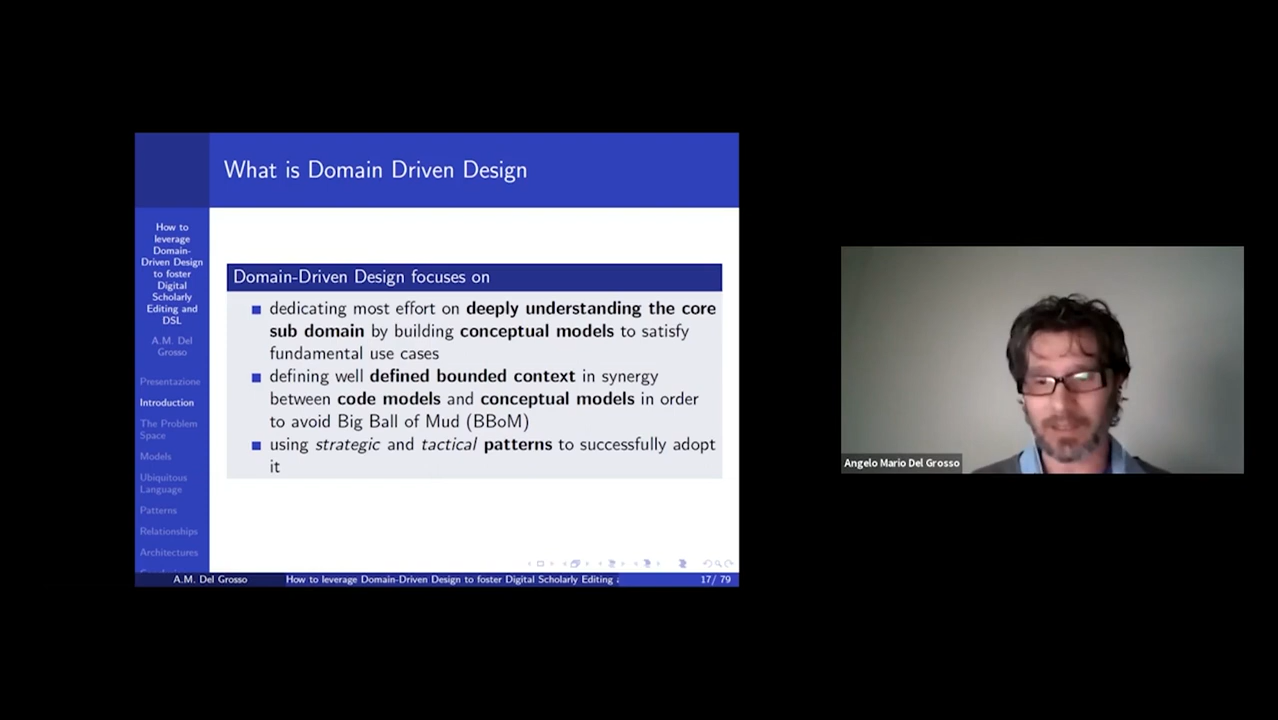 What is Domain Driven Design
How to
leverage
Domain-
Driven Design
to foster
Digital
Scholarly
Editing and
DSL
A.M. Del
Grosso
Presentazione
Introduction
The Problem
Space
Models
Ubiquitous
Language
Patterns
Relationships
Architectures
Domain-Driven Design focuses on
dedicating most effort on deeply understanding the core
sub domain by building conceptual models to satisfy
fundamental use cases
defining well defined bounded context in synergy
between code models and conceptual models in order
to avoid Big Ball of Mud (BBoM)
using strategic and tactical patterns to successfully adopt
it
A.M. Del Grosso
How to leverage Domain-Driven Design to foster Digital Scholarly Editing
17/ 79
Angelo Mario Del Grosso